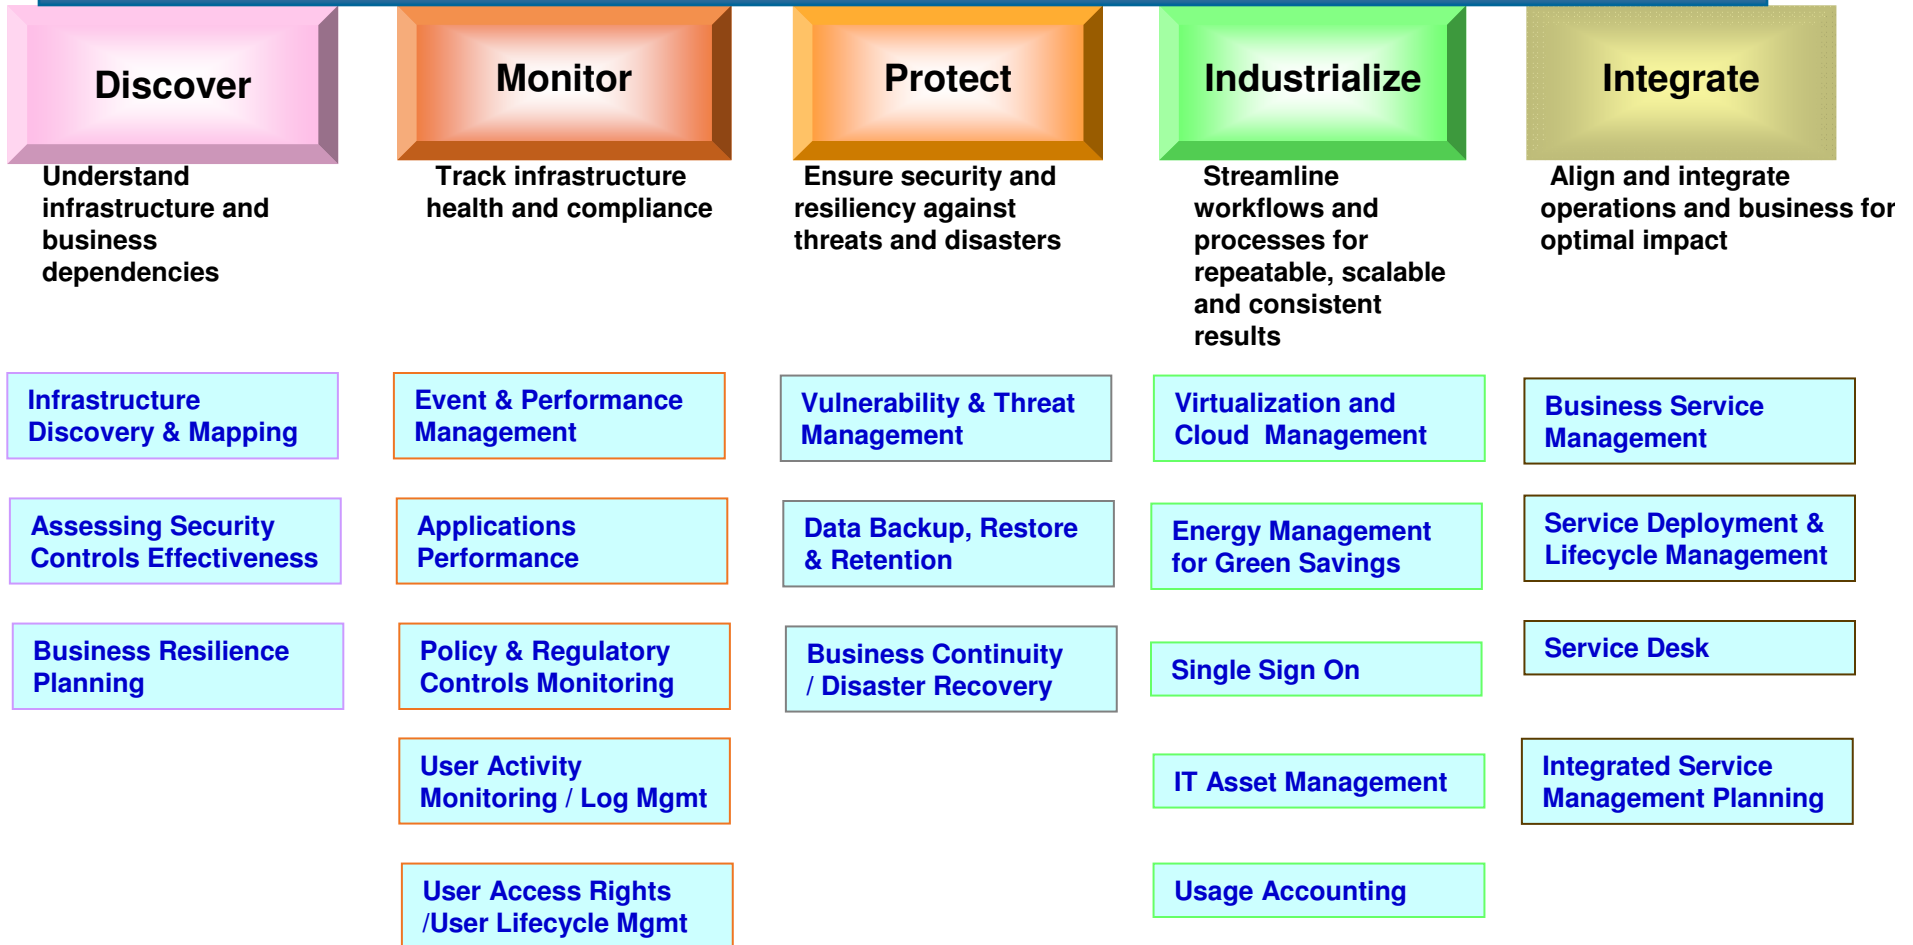 Discover
Understand
infrastructure and
business
dependencies
Infrastructure
Discovery & Mapping
Assessing Security
Controls Effectiveness
Business Resilience
Planning
Monitor
Track infrastructure
health and compliance
Event & Performance
Management
Applications
Performance
Policy & Regulatory
Controls Monitoring
User Activity
Monitoring / Log Mgmt
User Access Rights
/User Lifecycle Mgmt
Protect
Ensure security and
resiliency against
threats and disasters
Vulnerability & Threat
Management
Data Backup, Restore
& Retention
Business Continuity
/ Disaster Recovery
Industrialize
Streamline
workflows and
processes for
repeatable, scalable
and consistent
results
Virtualization and
Cloud  Management
Energy Management
for Green Savings
Single Sign On
IT Asset Management
Usage Accounting
Integrate
Align and integrate
operations and business for
optimal impact
Business Service
Management
Service Deployment &
Lifecycle Management
Service Desk
Integrated Service
Management Planning